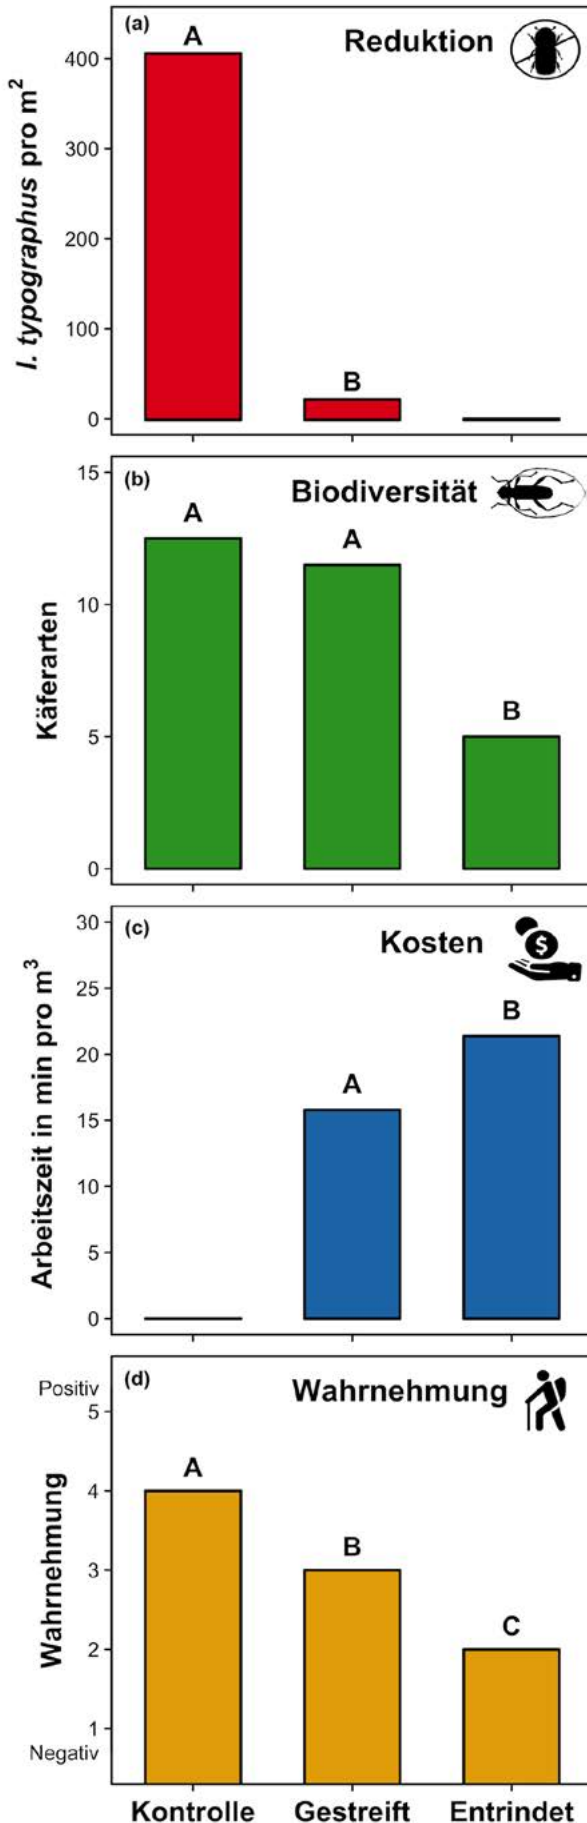 (a)
Reduktion
A
B
I. typographus pro m²
400
300
200
100
0
(b)
Biodiversität
A
A
B
Käferarten
15
10
5
0
(c)
Kosten
$
A
B
Arbeitszeit in min pro m³
30
25
20
15
10
5
0
(d)
Wahrnehmung
A
B
C
Wahrnehmung
Positiv
5
4
3
2
1
Negativ
Kontrolle Gestreift Entrindet